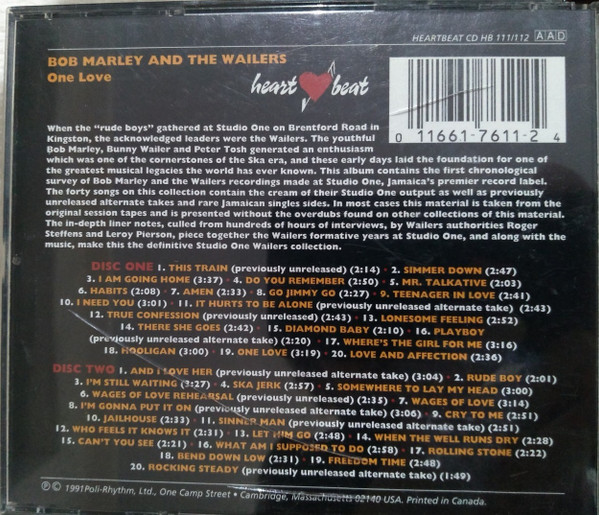 HEARTBEAT CD HB 111/112 AAD
BOB MARLEY AND THE WAILERS
One Love
heart beat
0 11661-7611-2 4
When the "rude boys" gathered at Studio One on Brentford Road in
Kingston, the acknowledged leaders were the Wailers. The youthful
Bob Marley, Bunny Wailer and Peter Tosh generated an enthusiasm
which was one of the cornerstones of the Ska era, and these early days laid the foundation for one of
the greatest musical legacies the world has ever known. This album contains the first chronological
survey of Bob Marley and the Wailers recordings made at Studio One, Jamaica's premier record label.
The forty songs on this collection contain the cream of their Studio One output as well as previously
unreleased alternate takes and rare Jamaican singles sides. In most cases this material is taken from the
original session tapes and is presented without the overdubs found on other collections of this material.
The in-depth liner notes, culled from hundreds of hours of interviews, by Wailers authorities Roger
Steffens and Leroy Pierson, piece together the Wailers formative years at Studio One, and along with the
music, make this the definitive Studio One Wailers collection.
DISC ONE 1. THIS TRAIN (previously unreleased) (2:14) • 2. SIMMER DOWN (2:47)
3. I AM GOING HOME (3:37) • 4. DO YOU REMEMBER (2:50) • 5. MR. TALKATIVE (2:03)
6. HABITS (2:08) • 7. AMEN (2:33) • 8. GO JIMMY GO (2:27) • 9. TEENAGER IN LOVE (2:41)
10. I NEED YOU (3:01) • 11. IT HURTS TO BE ALONE (previously unreleased alternate take) (2:43)
12. TRUE CONFESSION (previously unreleased) (2:43) • 13. LONESOME FEELING (2:52)
14. THERE SHE GOES (2:42) • 15. DIAMOND BABY (2:10) • 16. PLAYBOY
(previously unreleased alternate take) (2:20) • 17. WHERE'S THE GIRL FOR ME (3:16)
18. HOOLIGAN (3:00) • 19. ONE LOVE (3:19) • 20. LOVE AND AFFECTION (2:36)
DISC TWO 1. AND I LOVE HER (previously unreleased alternate take) (3:04) • 2. RUDE BOY (2:01)
3. I'M STILL WAITING (3:27) • 4. SKA JERK (2:57) • 5. SOMEWHERE TO LAY MY HEAD (3:00)
6. WAGES OF LOVE REHEARSAL (previously unreleased) (2:35) • 7. WAGES OF LOVE (3:14)
8. I'M GONNA PUT IT ON (previously unreleased alternate take) (3:06) • 9. CRY TO ME (2:51)
10. JAILHOUSE (2:33) • 11. SINNER MAN (previously unreleased alternate take) (2:51)
12. WHO FEELS IT KNOWS IT (2:31) • 13. LET HIM GO (2:48) • 14. WHEN THE WELL RUNS DRY (2:28)
15. CAN'T YOU SEE (2:21) • 16. WHAT AM I SUPPOSED TO DO (2:58) • 17. ROLLING STONE (2:22)
18. BEND DOWN LOW (2:31) • 19. FREEDOM TIME (2:48)
20. ROCKING STEADY (previously unreleased alternate take) (1:49)
℗ © 1991Poli-Rhythm, Ltd., One Camp Street • Cambridge, Massachusetts 02140 USA. Printed in Canada.